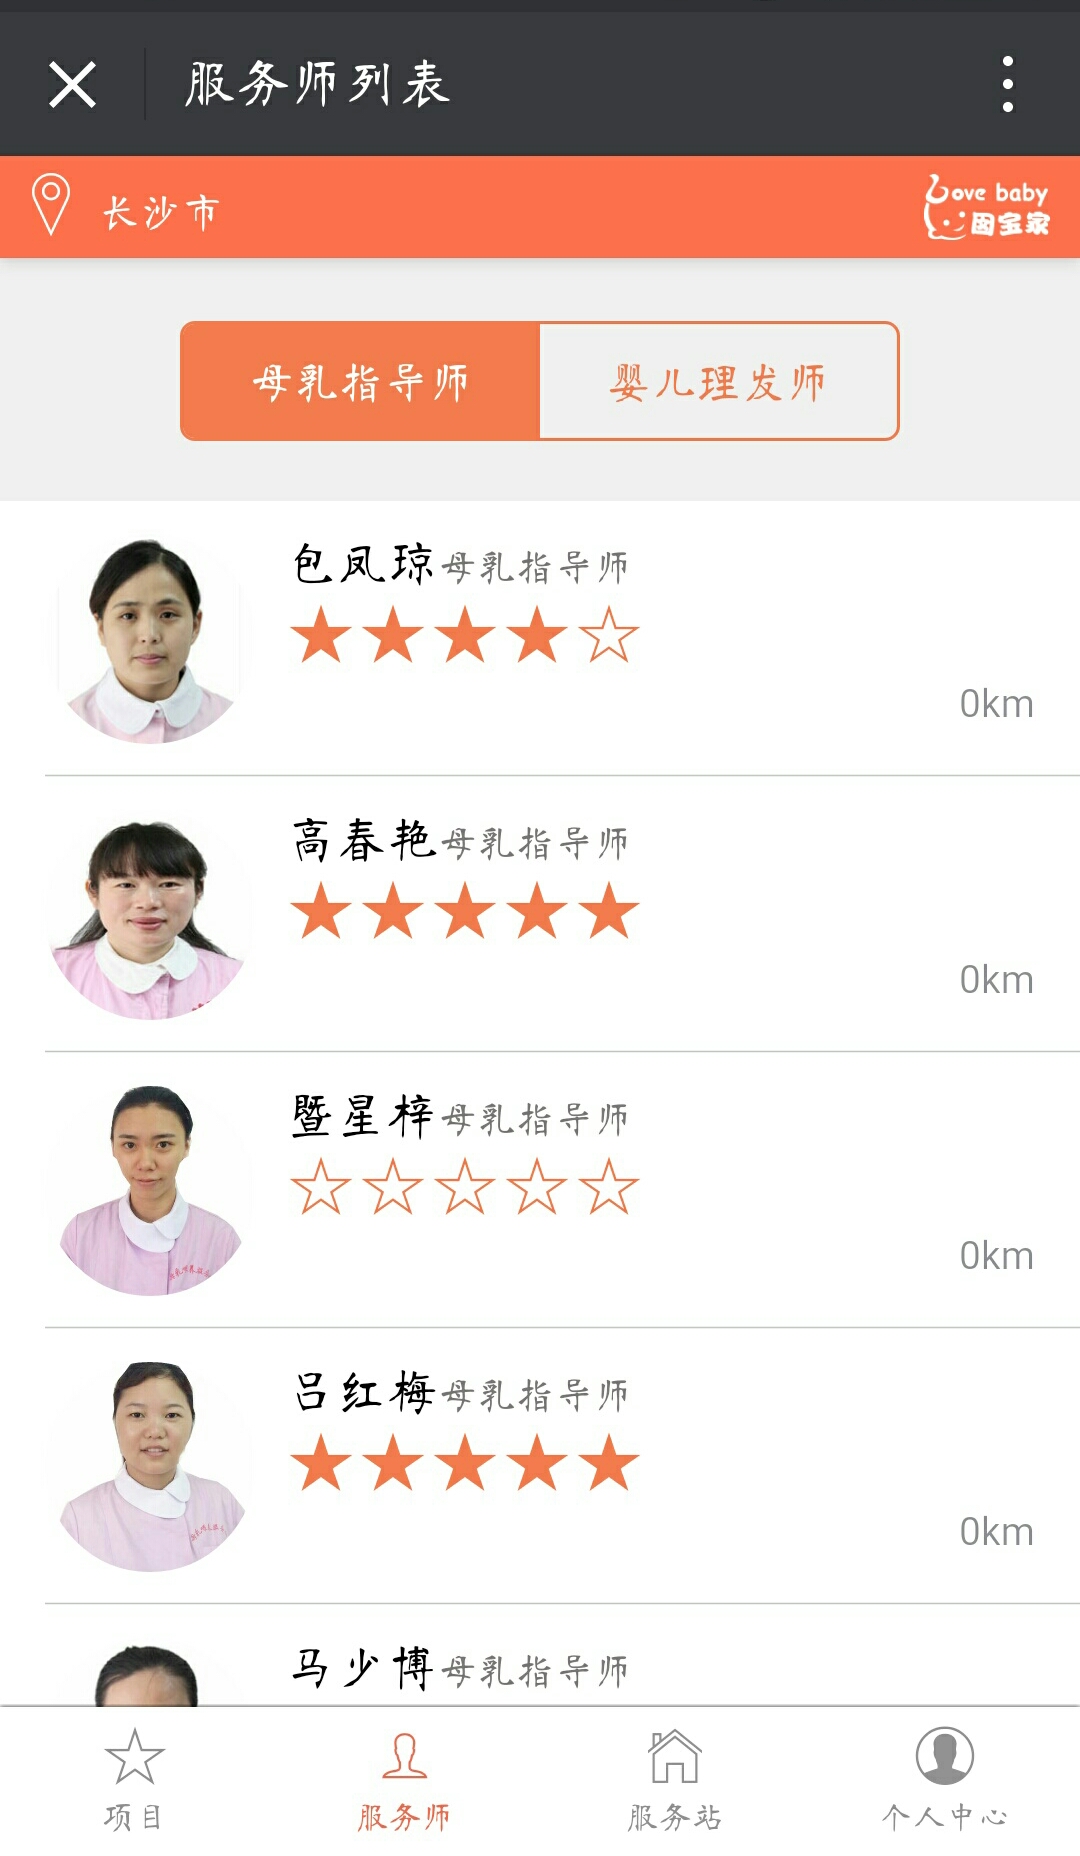 服务师列表
长沙市
Love baby
囡宝家
母乳指导师
婴儿理发师
包凤琼母乳指导师
0km
高春艳母乳指导师
0km
暨星梓母乳指导师
0km
吕红梅母乳指导师
0km
马少博母乳指导师
项目
服务师
服务站
个人中心